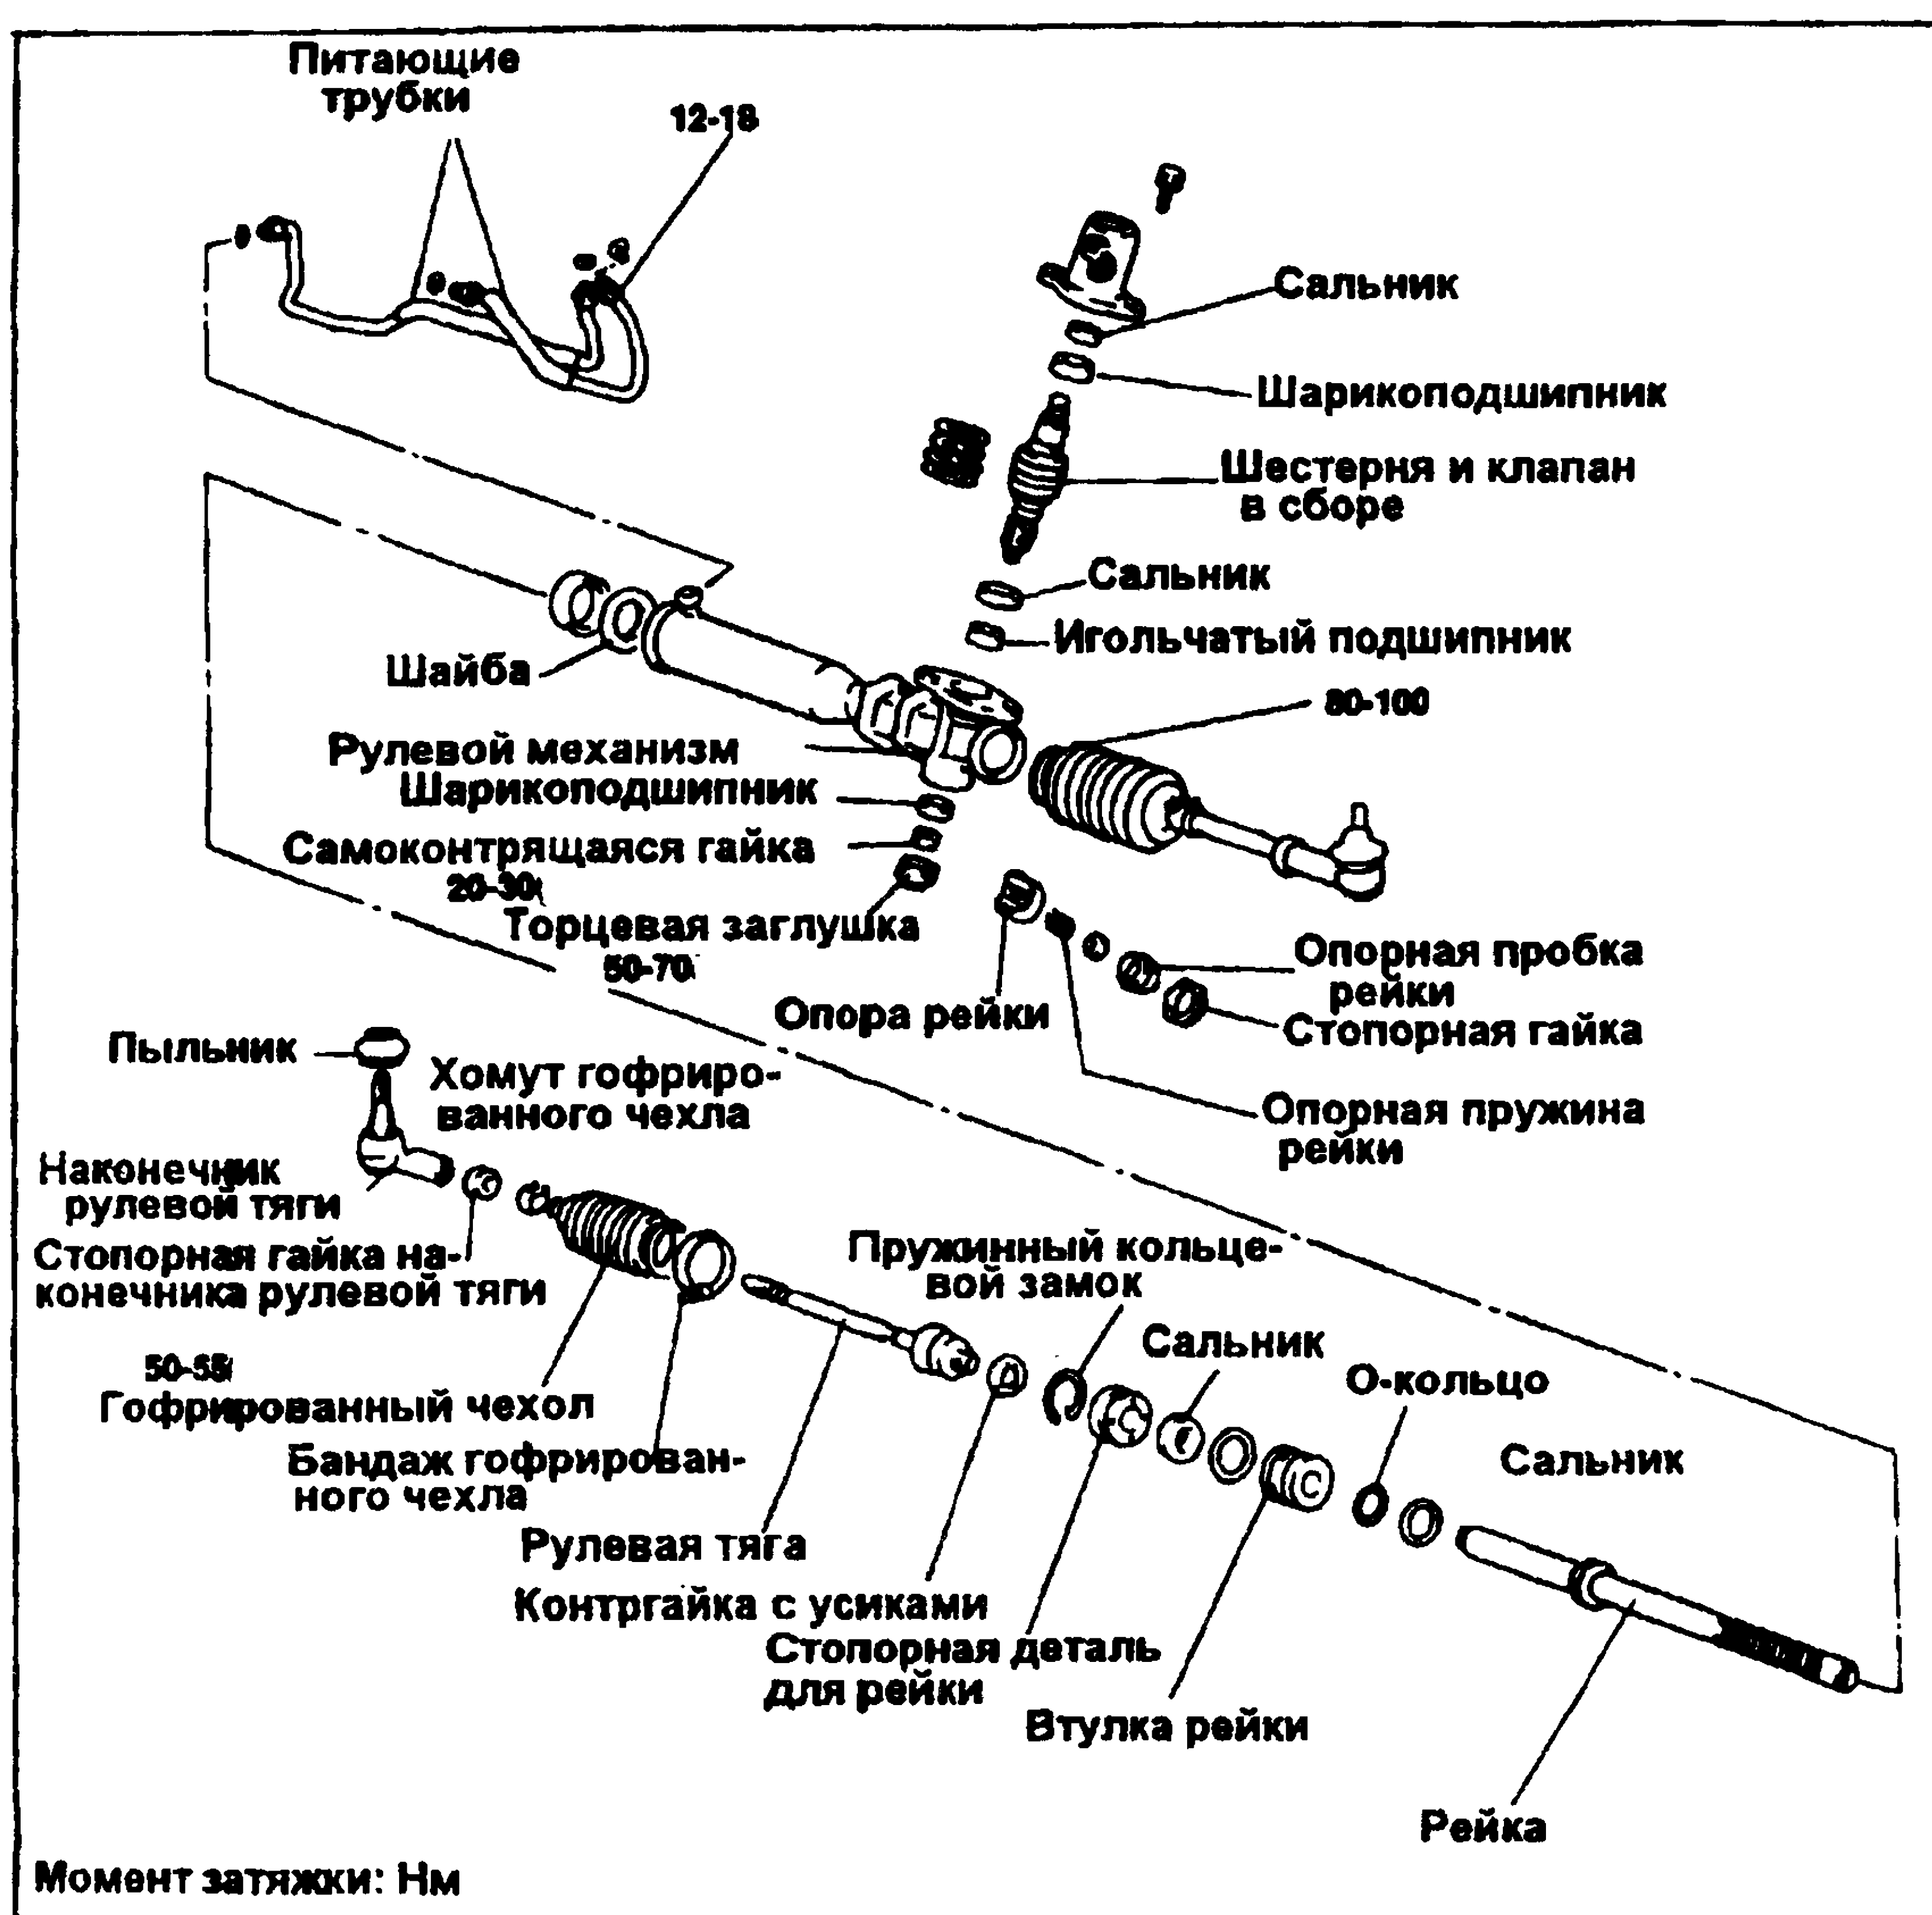 Питающие
трубки
12-18
Сальник
Шарикоподшипник
Шестерня и клапан
в сборе
Сальник
Игольчатый подшипник
Шайба
80-100
Рулевой механизм
Шарикоподшипник
Самоконтрящаяся гайка
20-30
Торцевая заглушка
50-70
Опорная пробка
рейки
Опора рейки
Стопорная гайка
Пыльник
Хомут гофриро-
ванного чехла
Опорная пружина
рейки
Наконечник
рулевой тяги
Стопорная гайка на-
конечника рулевой тяги
Пружинный кольце-
вой замок
Сальник
50-55
О-кольцо
Гофрированный чехол
Бандаж гофрирован-
ного чехла
Сальник
Рулевая тяга
Контргайка с усиками
Стопорная деталь
для рейки
Втулка рейки
Рейка
Момент затяжки: Нм